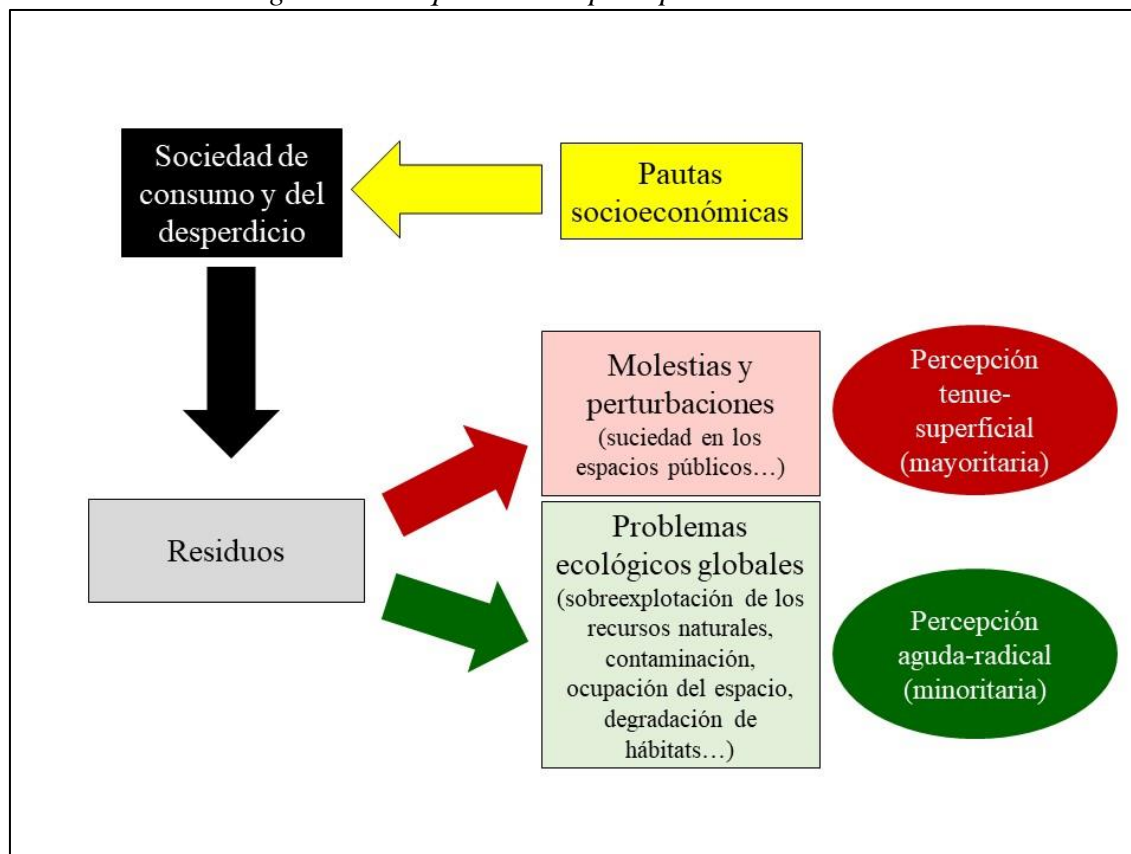 Sociedad de
consumo y del
desperdicio
Pautas
socioeconómicas
Molestias y
perturbaciones
(suciedad en los
espacios públicos…)
Percepción
tenue-
superficial
(mayoritaria)
Residuos
Problemas
ecológicos globales
(sobreexplotación de los
recursos naturales,
contaminación,
ocupación del espacio,
degradación de
hábitats…)
Percepción
aguda-radical
(minoritaria)